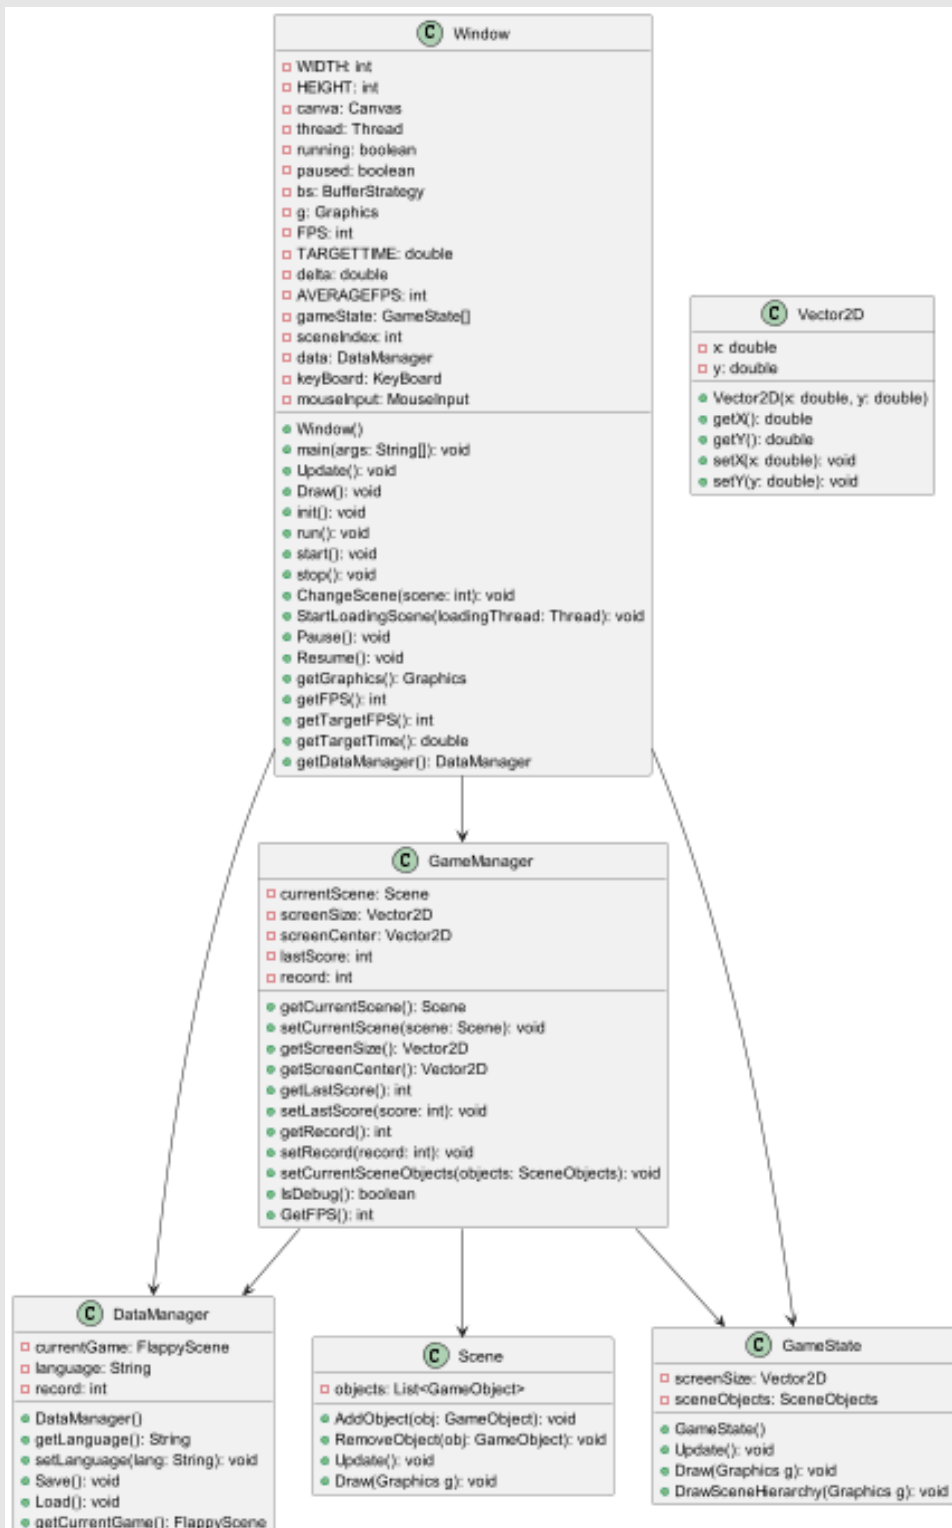 C Window
WIDTH: int
HEIGHT: int
canva: Canvas
thread: Thread
running: boolean
paused: boolean
bs: BufferStrategy
g: Graphics
FPS: int
TARGETTIME: double
delta: double
AVERAGEFPS: int
gameState: GameState[]
sceneIndex: int
data: DataManager
keyBoard: KeyBoard
mouseInput: MouseInput
Window()
main(args: String[]): void
Update(): void
Draw(): void
init(): void
run(): void
start(): void
stop(): void
ChangeScene(scene: int): void
StartLoadingScene(loadingThread: Thread): void
Pause(): void
Resume(): void
getGraphics(): Graphics
getFPS(): int
getTargetFPS(): int
getTargetTime(): double
getDataManager(): DataManager
C Vector2D
x: double
y: double
Vector2D(x: double, y: double)
getX(): double
getY(): double
setX(x: double): void
setY(y: double): void
C GameManager
currentScene: Scene
screenSize: Vector2D
screenCenter: Vector2D
lastScore: int
record: int
getCurrentScene(): Scene
setCurrentScene(scene: Scene): void
getScreenSize(): Vector2D
getScreenCenter(): Vector2D
getLastScore(): int
setLastScore(score: int): void
getRecord(): int
setRecord(record: int): void
setCurrentSceneObjects(objects: SceneObjects): void
IsDebug(): boolean
GetFPS(): int
C DataManager
currentGame: FlappyScene
language: String
record: int
DataManager()
getLanguage(): String
setLanguage(lang: String): void
Save(): void
Load(): void
getCurrentGame(): FlappyScene
C Scene
objects: List<GameObject>
AddObject(obj: GameObject): void
RemoveObject(obj: GameObject): void
Update(): void
Draw(Graphics g): void
C GameState
screenSize: Vector2D
sceneObjects: SceneObjects
GameState()
Update(): void
Draw(Graphics g): void
DrawSceneHierarchy(Graphics g): void